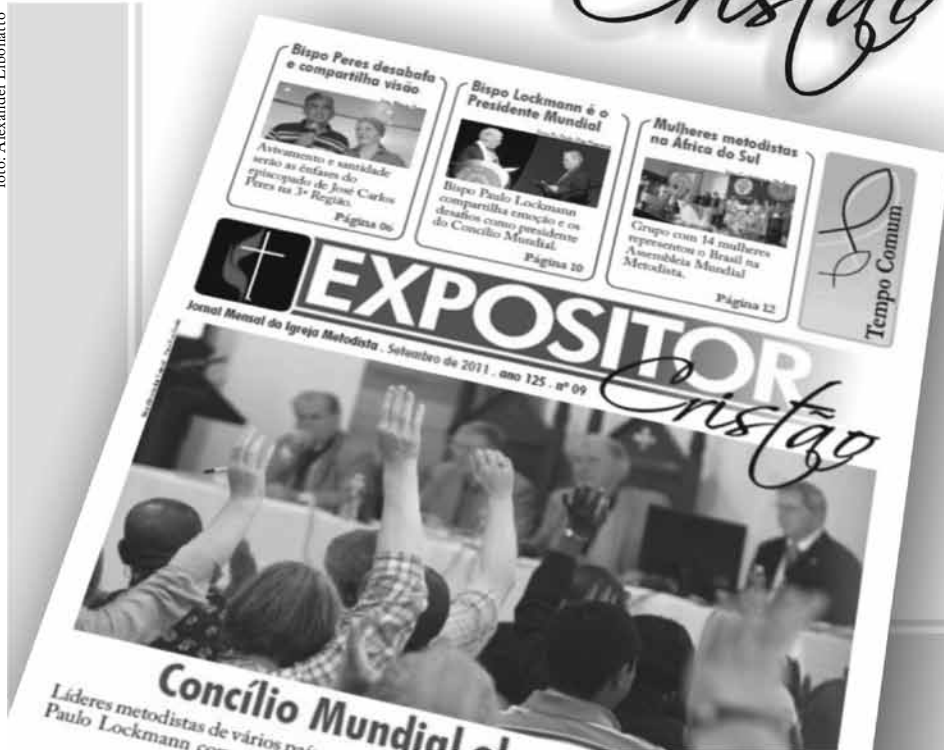 Cristão
foto: Alexander Libonatto
Bispo Peres desabafa
e compartilha visão
Avivamento e santidade
serão as ênfases do
episcopado de José Carlos
Peres na 3ª Região.
Página 06
Bispo Lockmann é o
Presidente Mundial
Bispo Paulo Lockmann
compartilha emoção e os
desafios como presidente
do Concílio Mundial.
Página 10
Mulheres metodistas
na África do Sul
Grupo com 14 mulheres
representou o Brasil na
Assembleia Mundial
Metodista.
Página 12
Tempo Comum
EXPOSITOR
Cristão
Jornal Mensal da Igreja Metodista . Setembro de 2011 . ano 125 . nº 09
Concílio Mundial
Líderes metodistas de vários
Paulo Lockmann